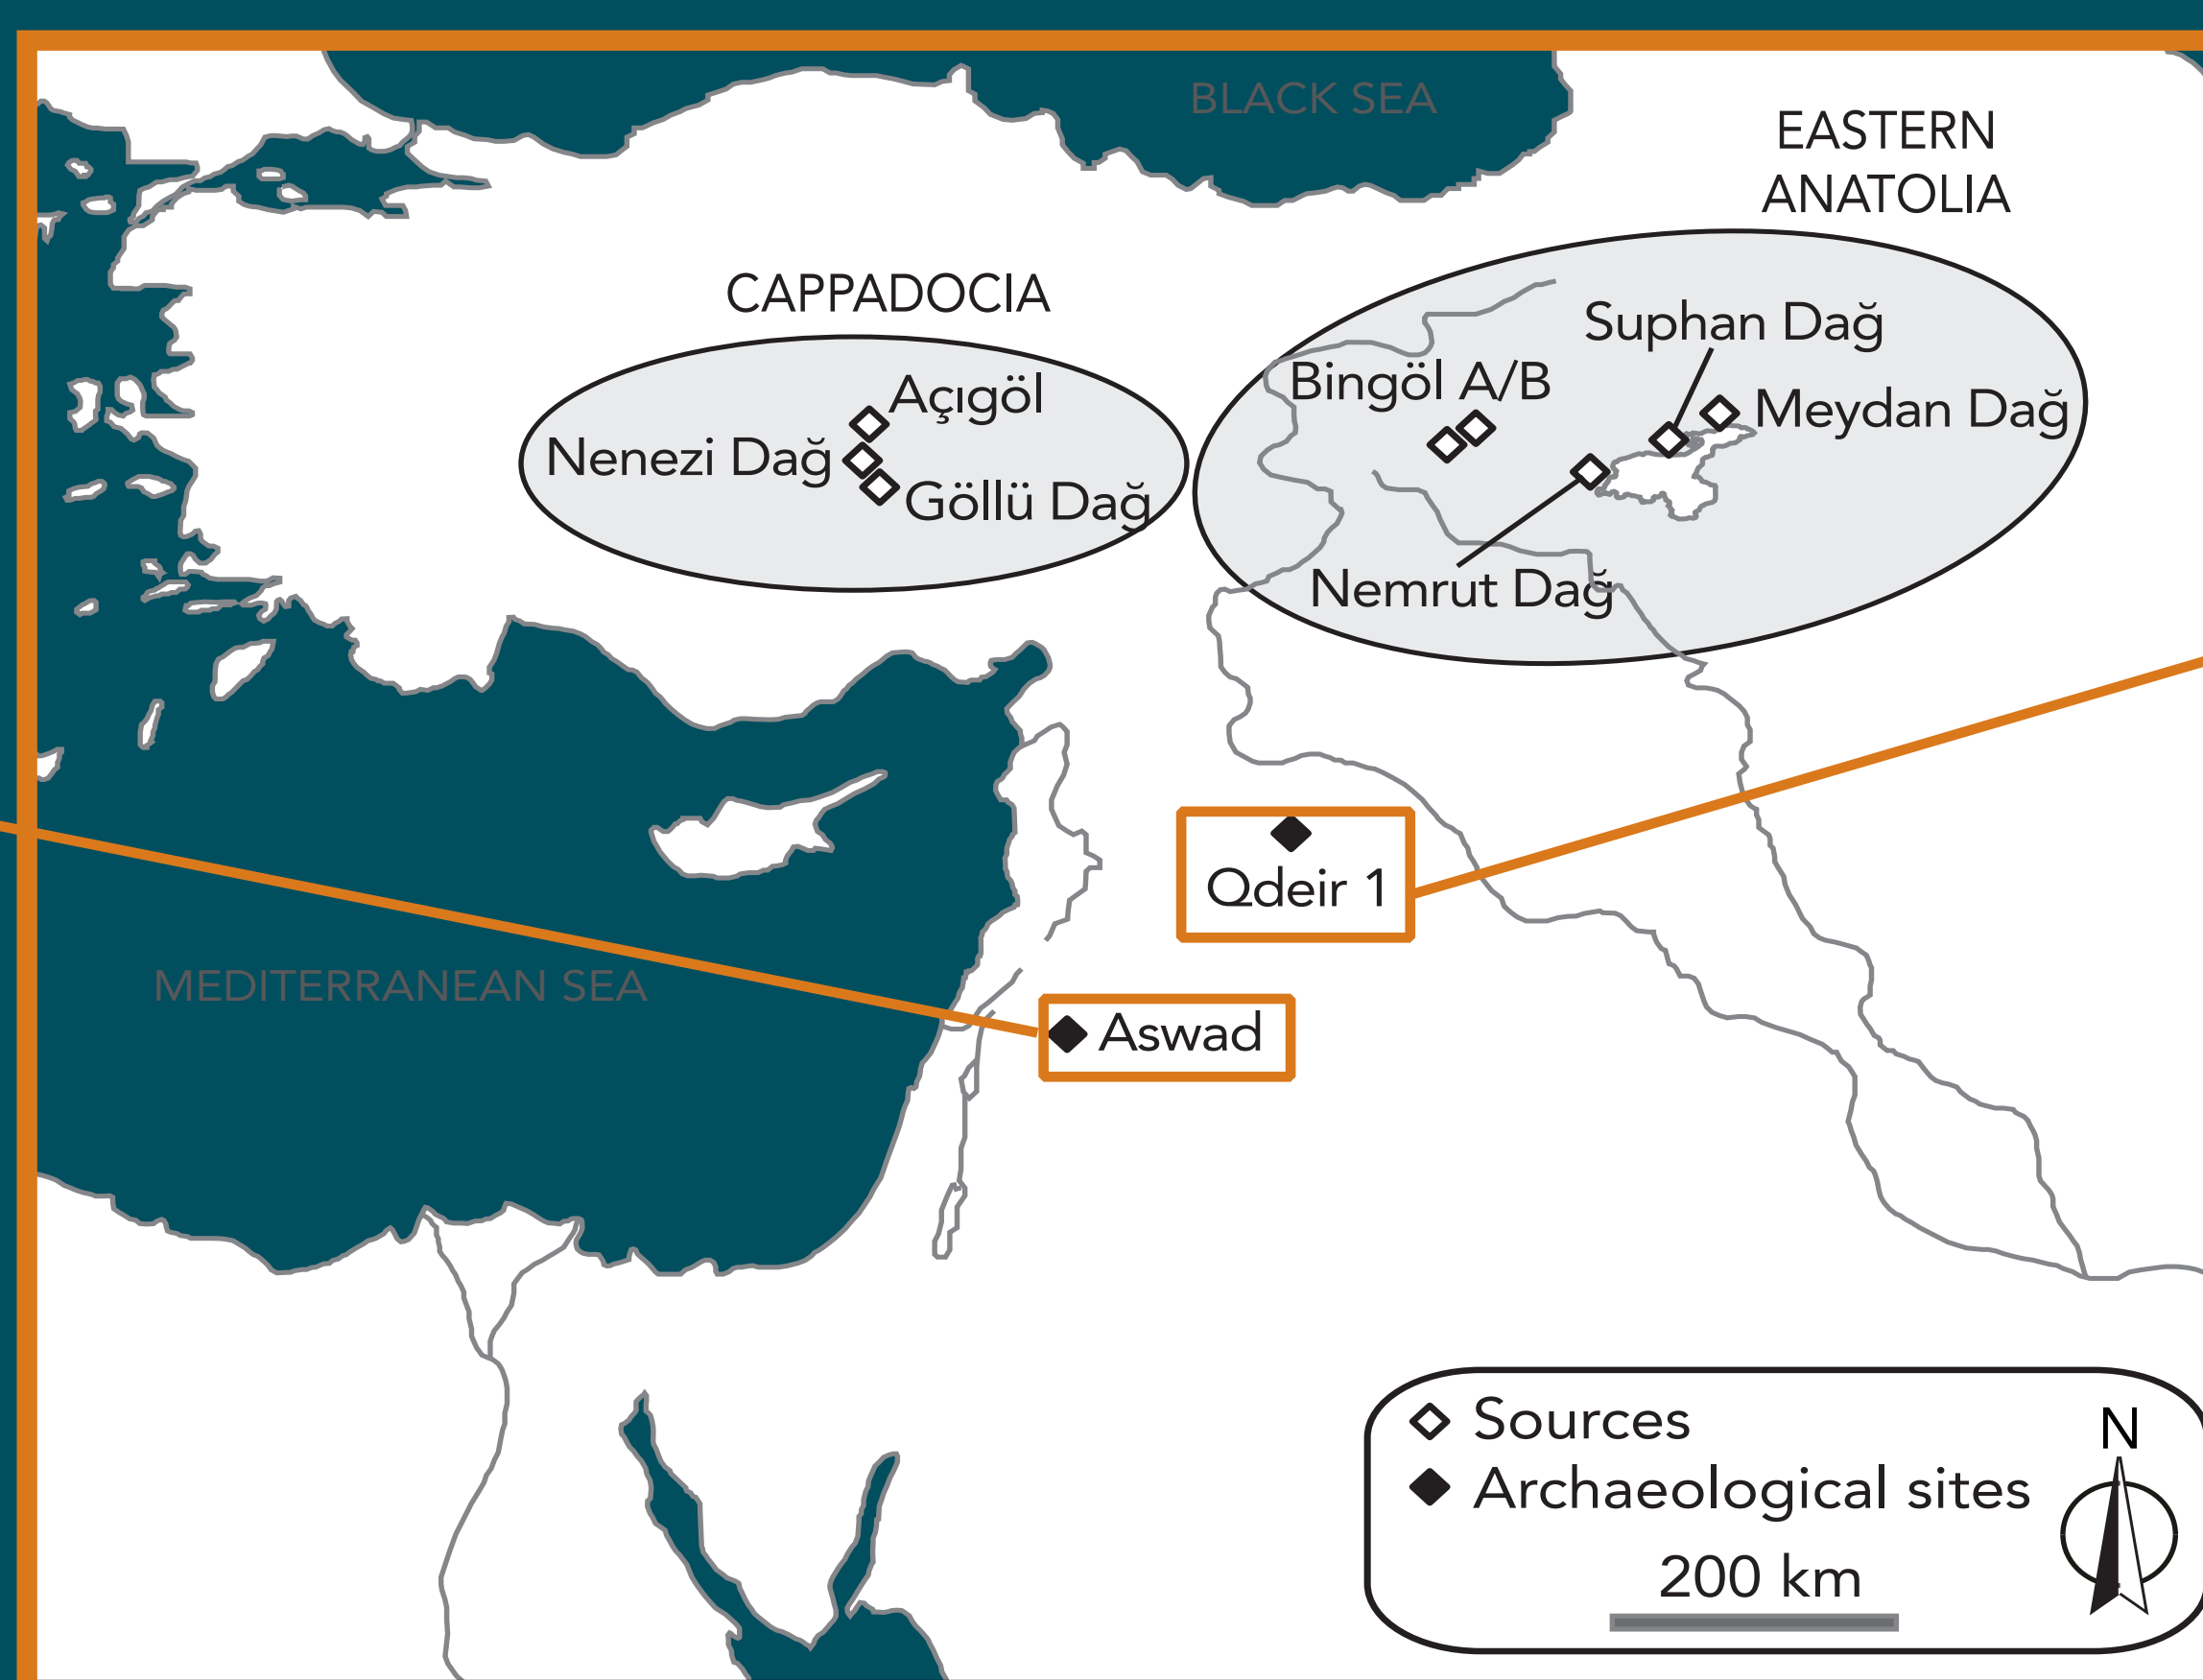 BLACK SEA
EASTERN
ANATOLIA
CAPPADOCIA
Suphan Dağ
Bingöl A/B
Açıgöl
Meydan Dağ
Nenezi Dağ
Göllü Dağ
Nemrut Dağ
Qdeir 1
MEDITERRANEAN SEA
Aswad
Sources
N
Archaeological sites
200 km